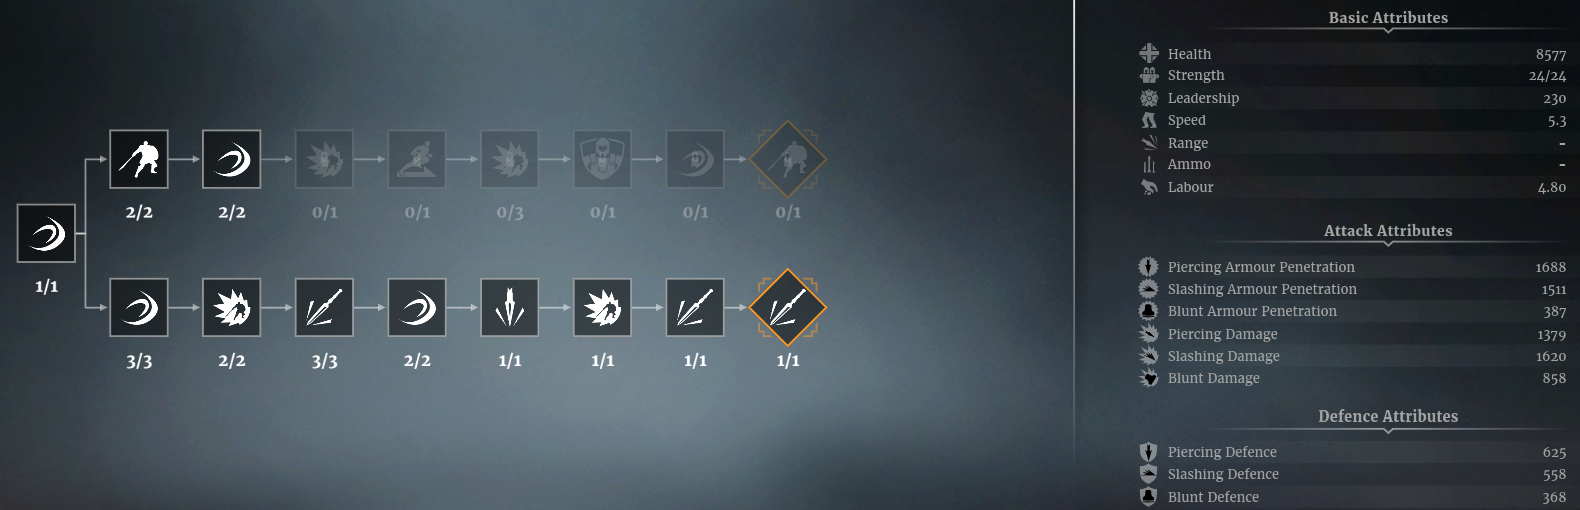 2/2 2/2 0/1 0/1 0/3 0/1 0/1 0/1
1/1
3/3 2/2 3/3 2/2 1/1 1/1 1/1 1/1
Basic Attributes
Health 8577
Strength 24/24
Leadership 230
Speed 5.3
Range -
Ammo -
Labour 4.80
Attack Attributes
Piercing Armour Penetration 1688
Slashing Armour Penetration 1511
Blunt Armour Penetration 387
Piercing Damage 1379
Slashing Damage 1620
Blunt Damage 858
Defence Attributes
Piercing Defence 625
Slashing Defence 558
Blunt Defence 368